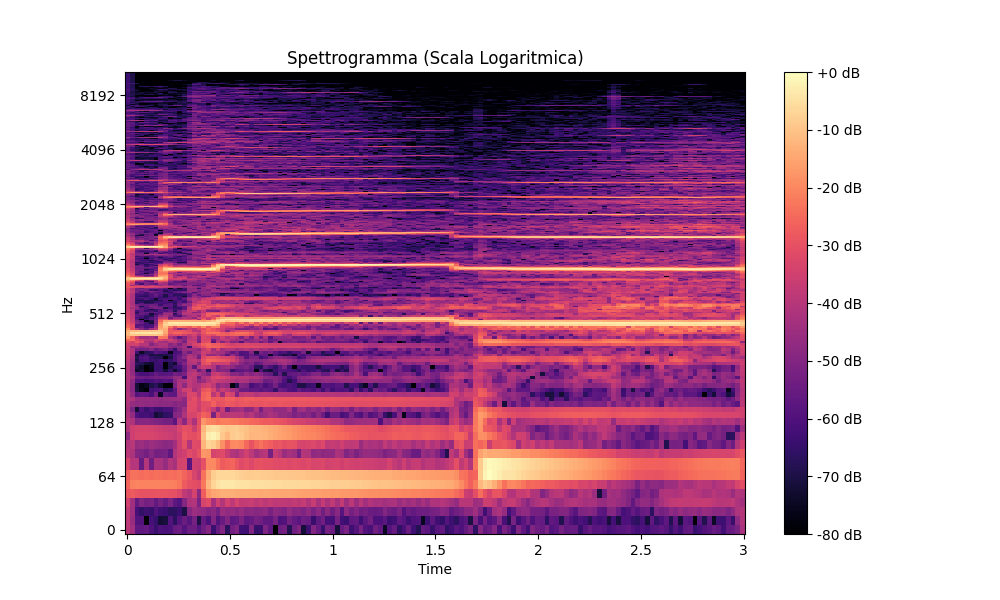 Spettrogramma (Scala Logaritmica)
Hz
8192
4096
2048
1024
512
256
128
64
0
0
0.5
1
1.5
2
2.5
3
Time
+0 dB
-10 dB
-20 dB
-30 dB
-40 dB
-50 dB
-60 dB
-70 dB
-80 dB